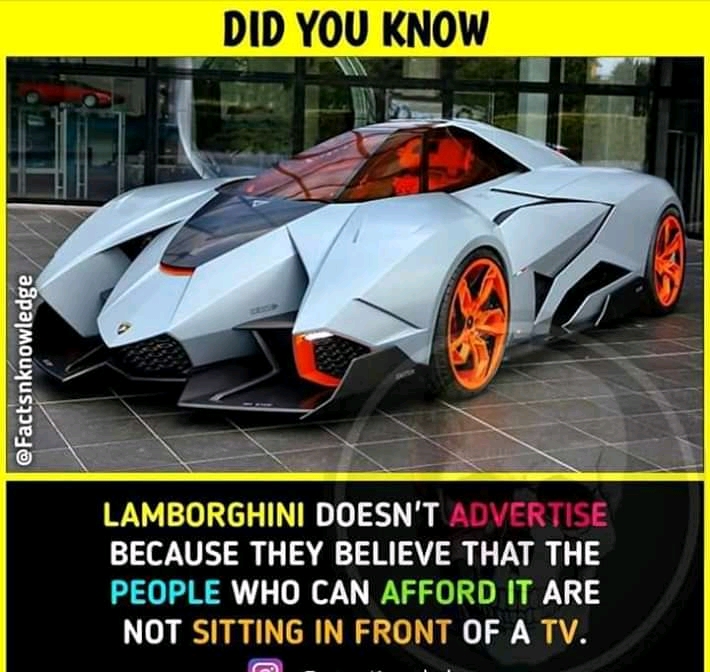 DID YOU KNOW
@Factsnknowledge
LAMBORGHINI DOESN'T ADVERTISE
BECAUSE THEY BELIEVE THAT THE
PEOPLE WHO CAN AFFORD IT ARE
NOT SITTING IN FRONT OF A TV.